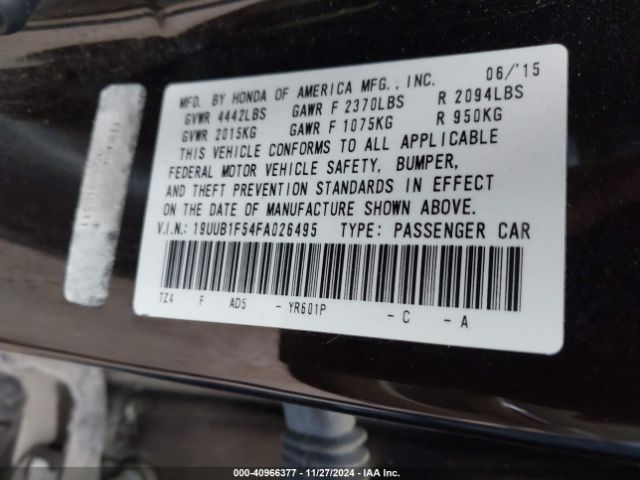 MFD. BY HONDA OF AMERICA MFG., INC. 06/'15
GVWR 4442LBS GAWR F 2370LBS R 2094LBS
GVWR 2015KG GAWR F 1075KG R 950KG
THIS VEHICLE CONFORMS TO ALL APPLICABLE
FEDERAL MOTOR VEHICLE SAFETY, BUMPER,
AND THEFT PREVENTION STANDARDS IN EFFECT
ON THE DATE OF MANUFACTURE SHOWN ABOVE.
V.I.N.: 19UUB1F54FA026495 TYPE: PASSENGER CAR
TZ4 F AD5 - YR601P - C - A
000-40966377 - 11/27/2024 - IAA Inc.